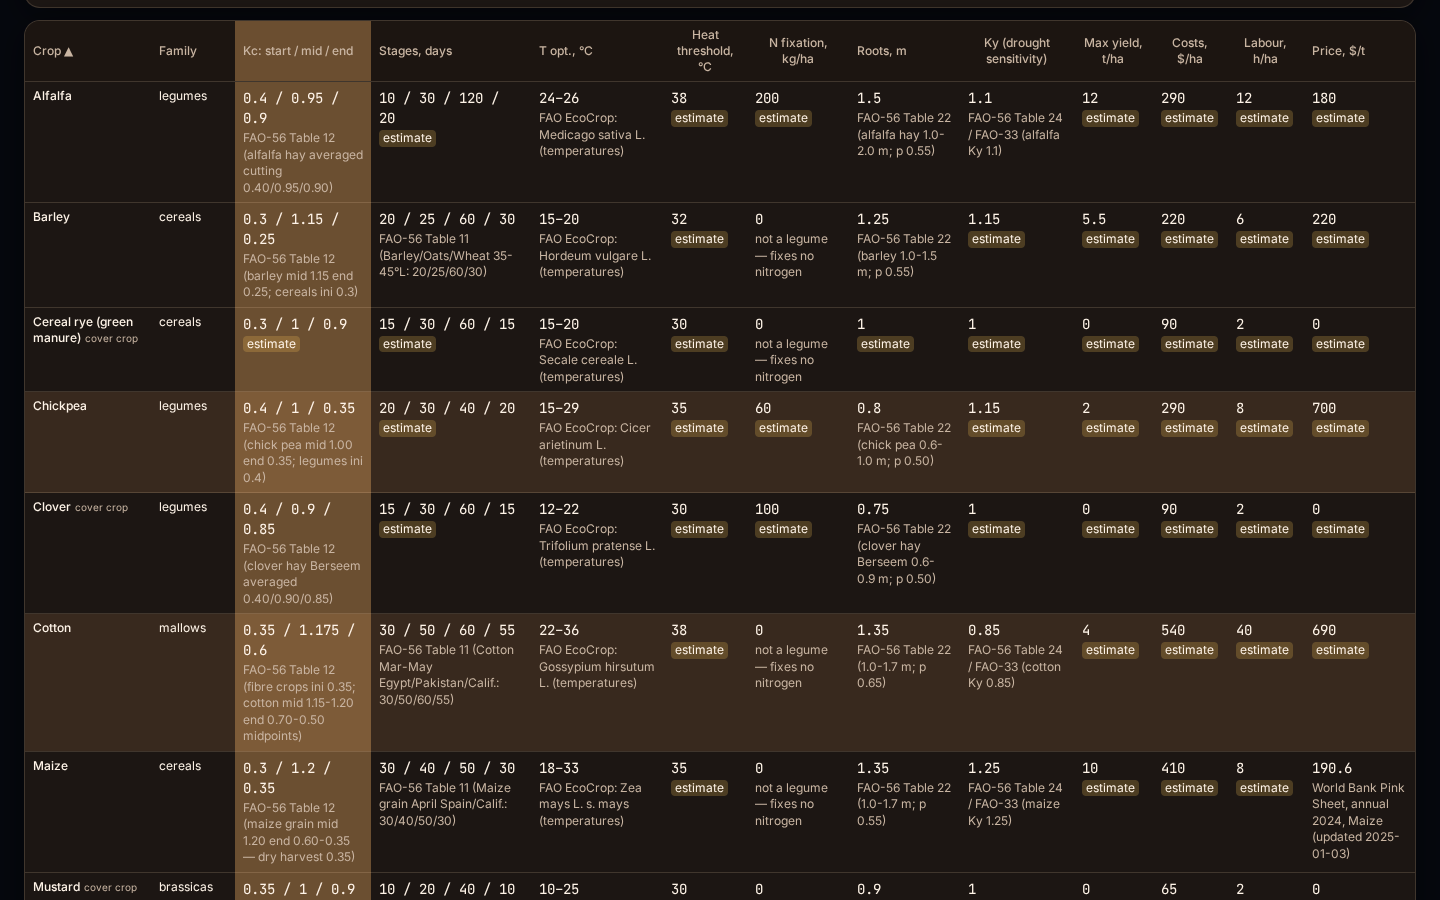 Crop ▲
Family
Kc: start / mid / end
Stages, days
T opt., °C
Heat
threshold,
°C
N fixation,
kg/ha
Roots, m
Ky (drought
sensitivity)
Max yield,
t/ha
Costs,
$/ha
Labour,
h/ha
Price, $/t
Alfalfa
legumes
0.4 / 0.95 /
0.9
FAO-56 Table 12
(alfalfa hay averaged
cutting
0.40/0.95/0.90)
10 / 30 / 120 /
20
estimate
24–26
FAO EcoCrop:
Medicago sativa L.
(temperatures)
38
estimate
200
estimate
1.5
FAO-56 Table 22
(alfalfa hay 1.0-
2.0 m; p 0.55)
1.1
FAO-56 Table 24
/ FAO-33 (alfalfa
Ky 1.1)
12
estimate
290
estimate
12
estimate
180
estimate
Barley
cereals
0.3 / 1.15 /
0.25
FAO-56 Table 12
(barley mid 1.15 end
0.25; cereals ini 0.3)
20 / 25 / 60 / 30
FAO-56 Table 11
(Barley/Oats/Wheat 35-
45°L: 20/25/60/30)
15–20
FAO EcoCrop:
Hordeum vulgare L.
(temperatures)
32
estimate
0
not a legume
— fixes no
nitrogen
1.25
FAO-56 Table 22
(barley 1.0-1.5
m; p 0.55)
1.15
estimate
5.5
estimate
220
estimate
6
estimate
220
estimate
Cereal rye (green
manure) cover crop
cereals
0.3 / 1 / 0.9
estimate
15 / 30 / 60 / 15
estimate
15–20
FAO EcoCrop:
Secale cereale L.
(temperatures)
30
estimate
0
not a legume
— fixes no
nitrogen
1
estimate
1
estimate
0
estimate
90
estimate
2
estimate
0
estimate
Chickpea
legumes
0.4 / 1 / 0.35
FAO-56 Table 12
(chick pea mid 1.00
end 0.35; legumes ini
0.4)
20 / 30 / 40 / 20
estimate
15–29
FAO EcoCrop: Cicer
arietinum L.
(temperatures)
35
estimate
60
estimate
0.8
FAO-56 Table 22
(chick pea 0.6-
1.0 m; p 0.50)
1.15
estimate
2
estimate
290
estimate
8
estimate
700
estimate
Clover cover crop
legumes
0.4 / 0.9 /
0.85
FAO-56 Table 12
(clover hay Berseem
averaged
0.40/0.90/0.85)
15 / 30 / 60 / 15
estimate
12–22
FAO EcoCrop:
Trifolium pratense L.
(temperatures)
30
estimate
100
estimate
0.75
FAO-56 Table 22
(clover hay
Berseem 0.6-
0.9 m; p 0.50)
1
estimate
0
estimate
90
estimate
2
estimate
0
estimate
Cotton
mallows
0.35 / 1.175 /
0.6
FAO-56 Table 12
(fibre crops ini 0.35;
cotton mid 1.15-1.20
end 0.70-0.50
midpoints)
30 / 50 / 60 / 55
FAO-56 Table 11 (Cotton
Mar-May
Egypt/Pakistan/Calif.:
30/50/60/55)
22–36
FAO EcoCrop:
Gossypium hirsutum
L. (temperatures)
38
estimate
0
not a legume
— fixes no
nitrogen
1.35
FAO-56 Table 22
(1.0-1.7 m; p
0.65)
0.85
FAO-56 Table 24
/ FAO-33 (cotton
Ky 0.85)
4
estimate
540
estimate
40
estimate
690
estimate
Maize
cereals
0.3 / 1.2 /
0.35
FAO-56 Table 12
(maize grain mid
1.20 end 0.60-0.35
— dry harvest 0.35)
30 / 40 / 50 / 30
FAO-56 Table 11 (Maize
grain April Spain/Calif.:
30/40/50/30)
18–33
FAO EcoCrop: Zea
mays L. s. mays
(temperatures)
35
estimate
0
not a legume
— fixes no
nitrogen
1.35
FAO-56 Table 22
(1.0-1.7 m; p
0.55)
1.25
FAO-56 Table 24
/ FAO-33 (maize
Ky 1.25)
10
estimate
410
estimate
8
estimate
190.6
World Bank Pink
Sheet, annual
2024, Maize
(updated 2025-
01-03)
Mustard cover crop
brassicas
0.35 / 1 / 0.9
10 / 20 / 40 / 10
10–25
30
0
0.9
1
0
65
2
0